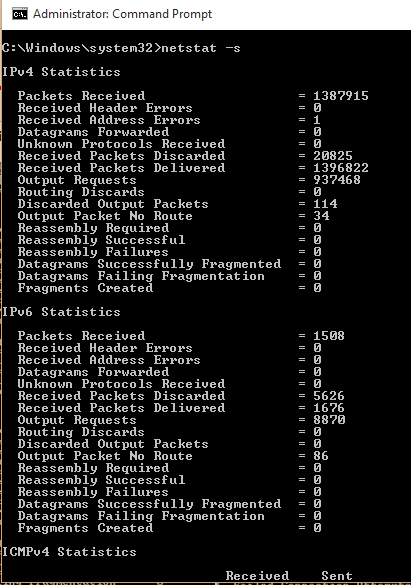 Administrator: Command Prompt
C:\Windows\system32>netstat -s
IPv4 Statistics
Packets Received = 1387915
Received Header Errors = 0
Received Address Errors = 1
Datagrams Forwarded = 0
Unknown Protocols Received = 0
Received Packets Discarded = 20825
Received Packets Delivered = 1396822
Output Requests = 937468
Routing Discards = 0
Discarded Output Packets = 114
Output Packet No Route = 34
Reassembly Required = 0
Reassembly Successful = 0
Reassembly Failures = 0
Datagrams Successfully Fragmented = 0
Datagrams Failing Fragmentation = 0
Fragments Created = 0
IPv6 Statistics
Packets Received = 1508
Received Header Errors = 0
Received Address Errors = 0
Datagrams Forwarded = 0
Unknown Protocols Received = 0
Received Packets Discarded = 5626
Received Packets Delivered = 1676
Output Requests = 8870
Routing Discards = 0
Discarded Output Packets = 0
Output Packet No Route = 86
Reassembly Required = 0
Reassembly Successful = 0
Reassembly Failures = 0
Datagrams Successfully Fragmented = 0
Datagrams Failing Fragmentation = 0
Fragments Created = 0
ICMPv4 Statistics
Received Sent